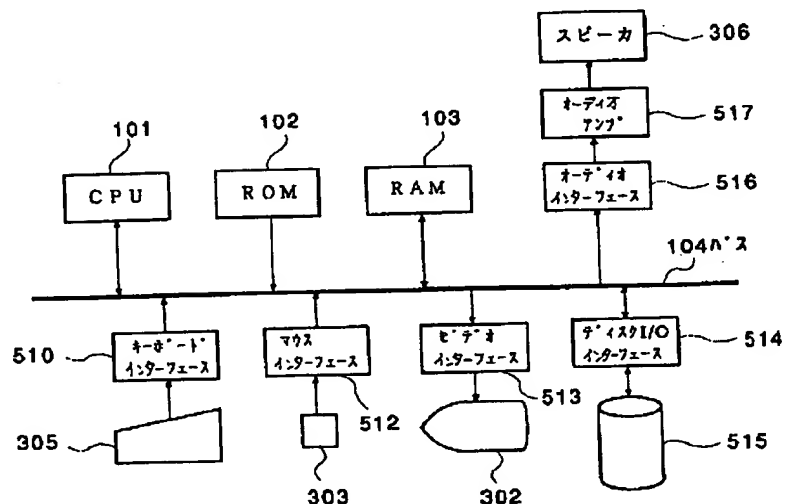 スピーカ
306
オーディオ
アンプ
517
101
102
103
CPU
ROM
RAM
オーディオ
インターフェース
516
104バス
510
キーボード
インターフェース
マウス
インターフェース
512
ビデオ
インターフェース
513
ディスクI/O
インターフェース
514
305
303
302
515